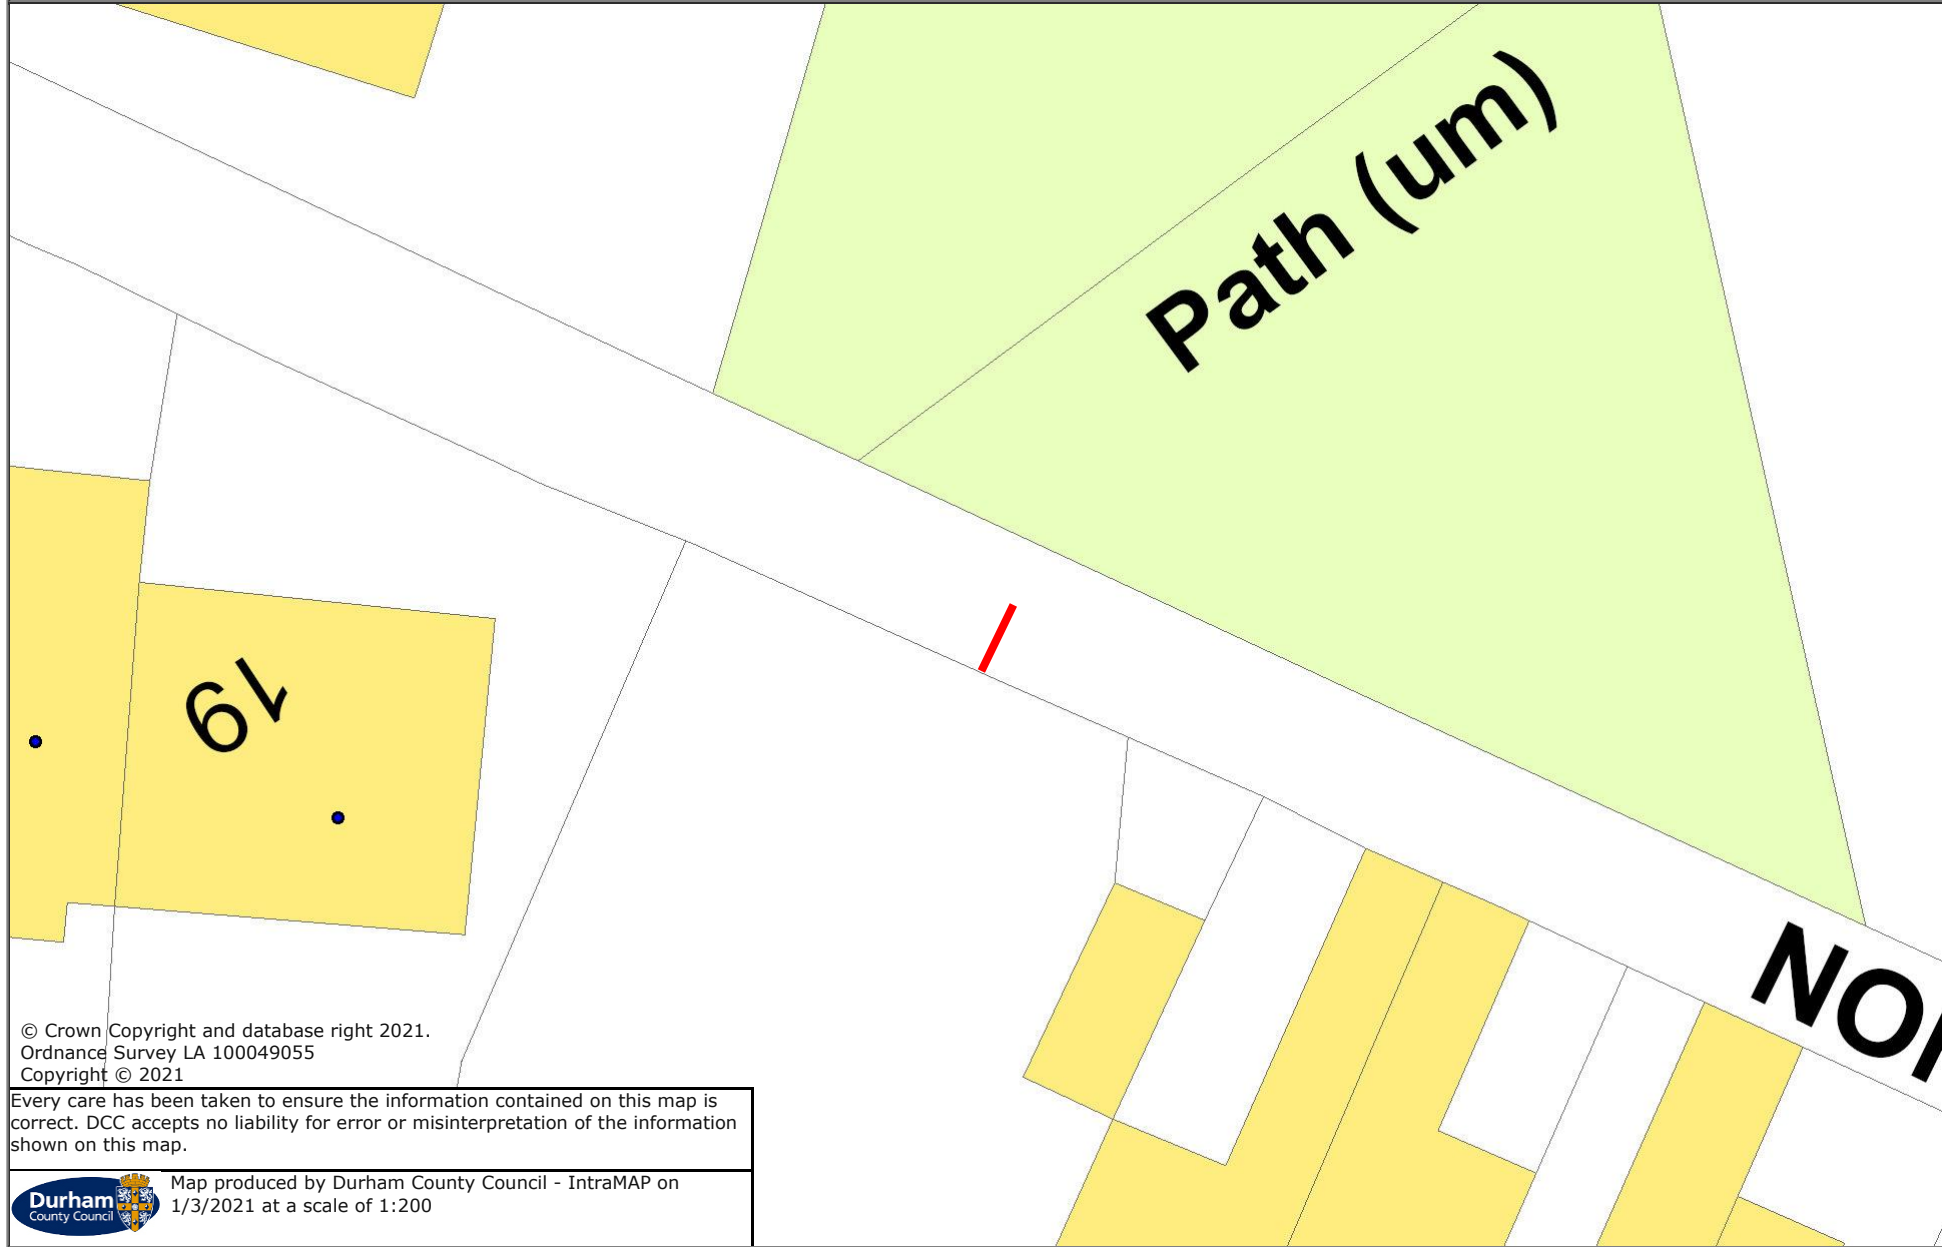 Path (um)
19
NO
© Crown Copyright and database right 2021.
Ordnance Survey LA 100049055
Copyright © 2021
Every care has been taken to ensure the information contained on this map is
correct. DCC accepts no liability for error or misinterpretation of the information
shown on this map.
Durham
County Council
Map produced by Durham County Council - IntraMAP on
1/3/2021 at a scale of 1:200